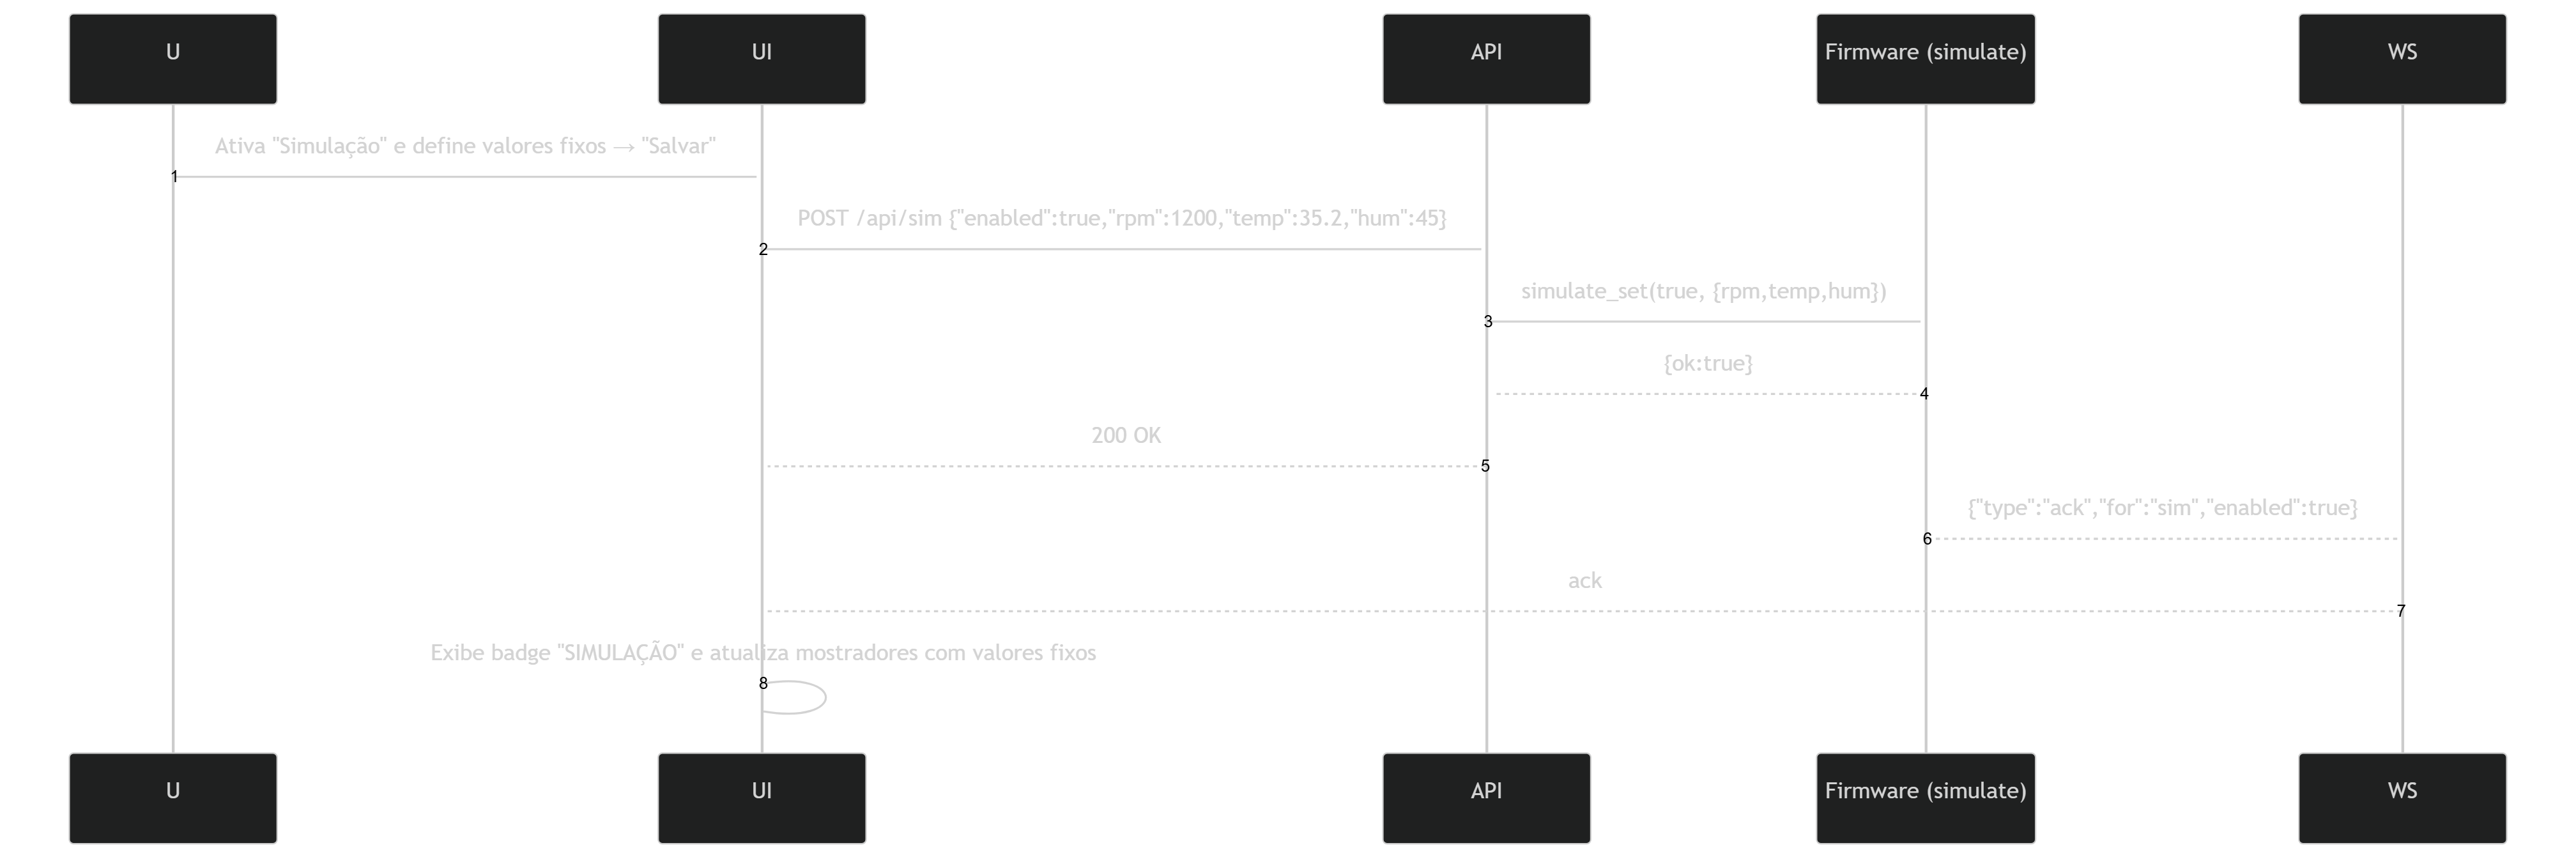 U
UI
API
Firmware (simulate)
WS
Ativa "Simulação" e define valores fixos → "Salvar"
1
POST /api/sim {"enabled":true,"rpm":1200,"temp":35.2,"hum":45}
2
simulate_set(true, {rpm,temp,hum})
3
{ok:true}
4
200 OK
5
{"type":"ack","for":"sim","enabled":true}
6
ack
7
Exibe badge "SIMULAÇÃO" e atualiza mostradores com valores fixos
8
U
UI
API
Firmware (simulate)
WS